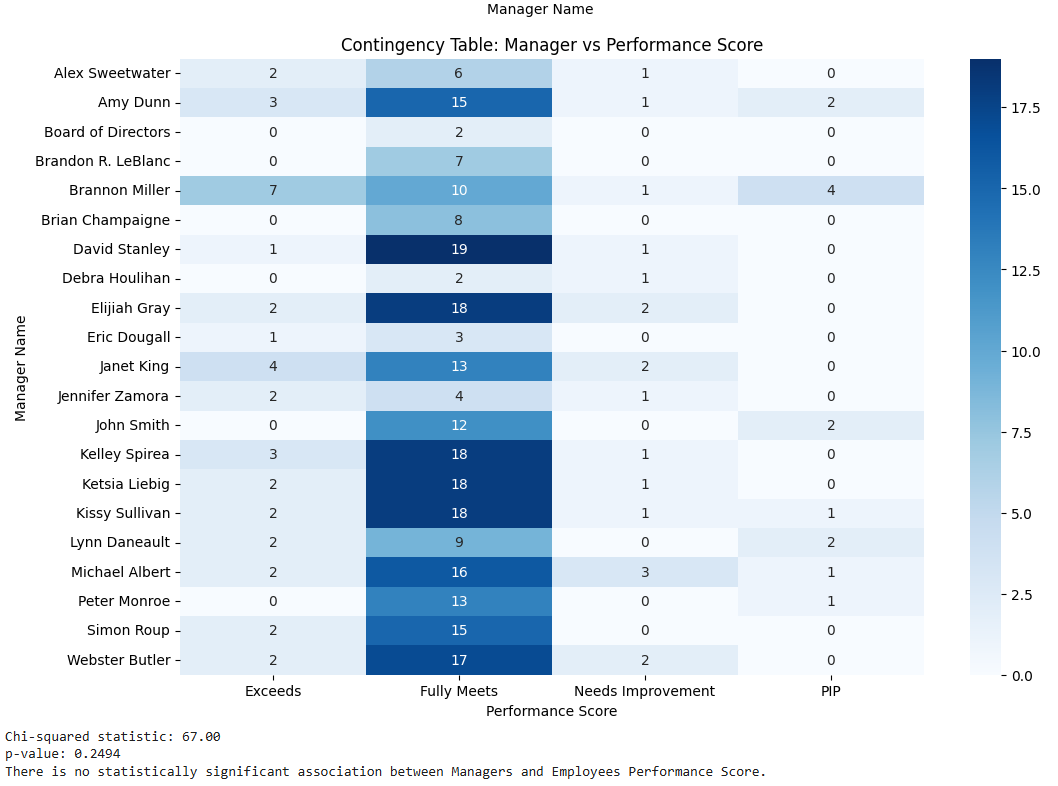 Manager Name
Contingency Table: Manager vs Performance Score
Alex Sweetwater 2 6 1 0
Amy Dunn 3 15 1 2
Board of Directors 0 2 0 0
Brandon R. LeBlanc 0 7 0 0
Brannon Miller 7 10 1 4
Brian Champaigne 0 8 0 0
David Stanley 1 19 1 0
Debra Houlihan 0 2 1 0
Elijiah Gray 2 18 2 0
Eric Dougall 1 3 0 0
Janet King 4 13 2 0
Jennifer Zamora 2 4 1 0
John Smith 0 12 0 2
Kelley Spirea 3 18 1 0
Ketsia Liebig 2 18 1 0
Kissy Sullivan 2 18 1 1
Lynn Daneault 2 9 0 2
Michael Albert 2 16 3 1
Peter Monroe 0 13 0 1
Simon Roup 2 15 0 0
Webster Butler 2 17 2 0
Manager Name
Exceeds Fully Meets Needs Improvement PIP
Performance Score
17.5
15.0
12.5
10.0
7.5
5.0
2.5
0.0
Chi-squared statistic: 67.00
p-value: 0.2494
There is no statistically significant association between Managers and Employees Performance Score.